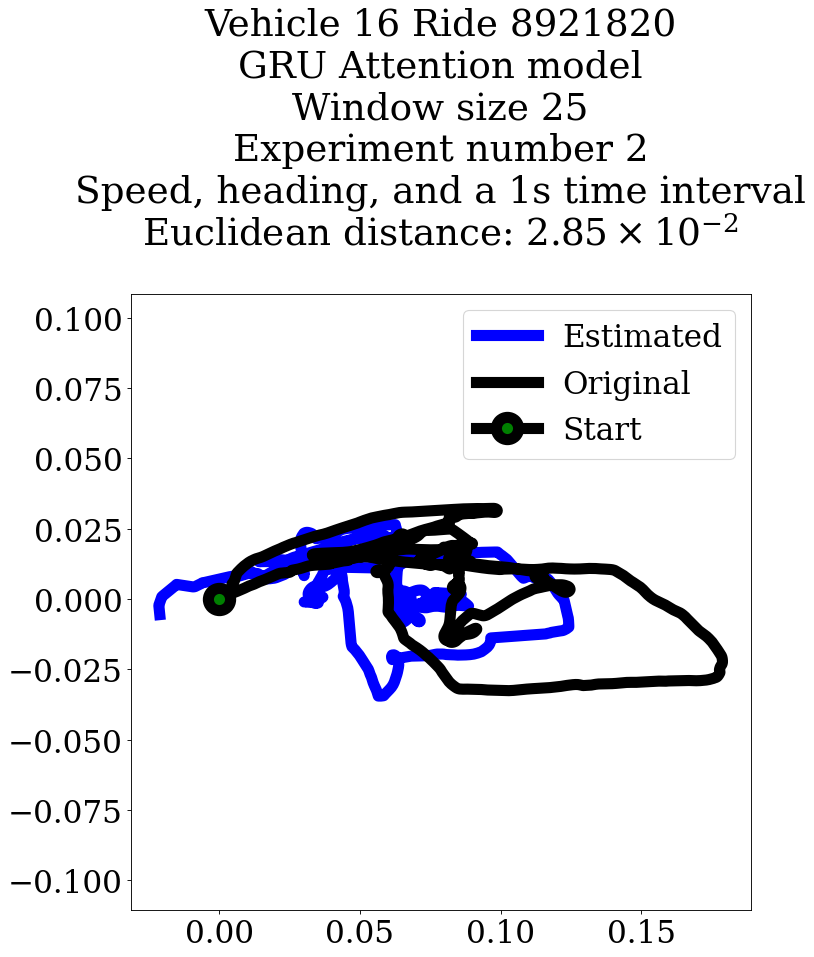 Vehicle 16 Ride 8921820
GRU Attention model
Window size 25
Experiment number 2
Speed, heading, and a 1s time interval
Euclidean distance: 2.85 × 10⁻²
Estimated
Original
Start
0.100
0.075
0.050
0.025
0.000
−0.025
−0.050
−0.075
−0.100
0.00 0.05 0.10 0.15